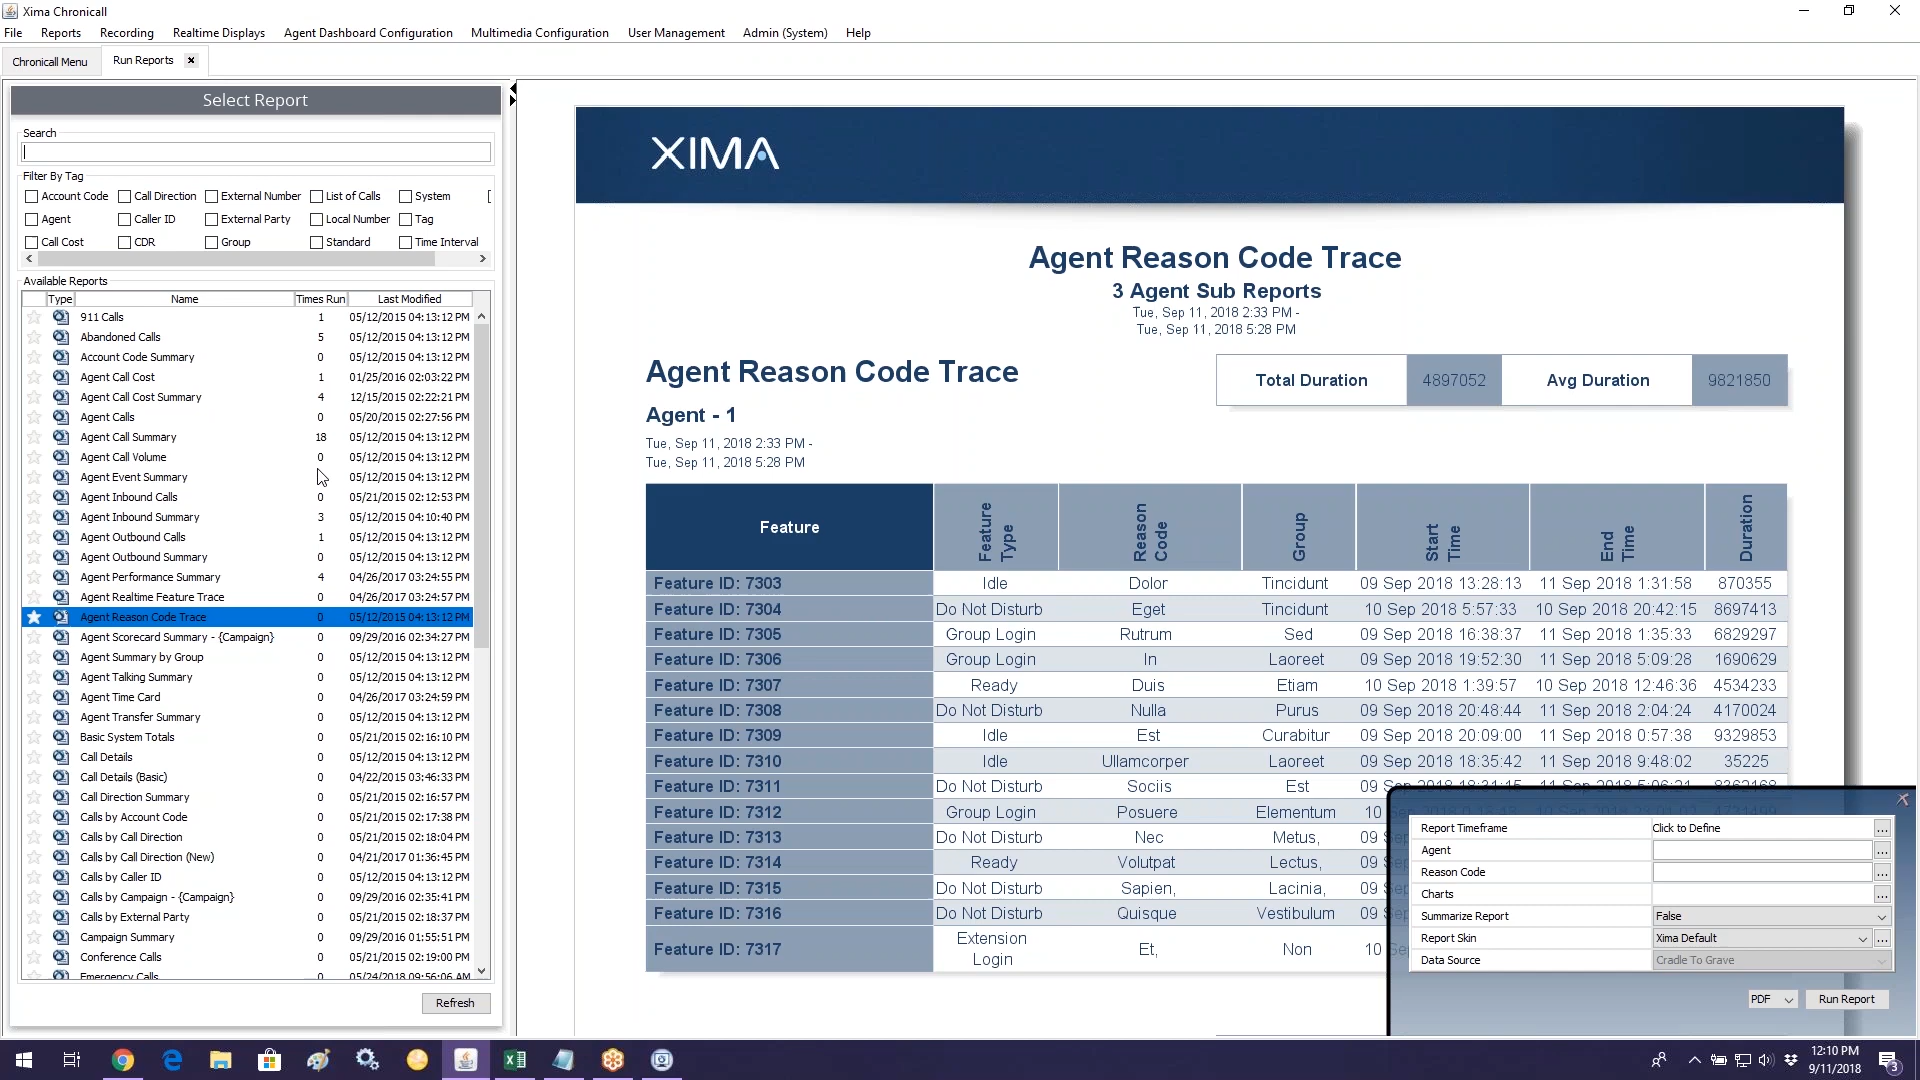 Xima Chronicall
File Reports Recording Realtime Displays Agent Dashboard Configuration Multimedia Configuration User Management Admin (System) Help
Chronicall Menu Run Reports
Select Report
Search
Filter By Tag
Account Code Call Direction External Number List of Calls System
Agent Caller ID External Party Local Number Tag
Call Cost CDR Group Standard Time Interval
Available Reports
Type Name Times Run Last Modified
911 Calls 1 05/12/2015 04:13:12 PM
Abandoned Calls 5 05/12/2015 04:13:12 PM
Account Code Summary 0 05/12/2015 04:13:12 PM
Agent Call Cost 1 01/25/2016 02:03:22 PM
Agent Call Cost Summary 4 12/15/2015 02:22:21 PM
Agent Calls 0 05/20/2015 02:27:56 PM
Agent Call Summary 18 05/12/2015 04:13:12 PM
Agent Call Volume 0 05/12/2015 04:13:12 PM
Agent Event Summary 05/12/2015 04:13:12 PM
Agent Inbound Calls 0 05/21/2015 02:12:53 PM
Agent Inbound Summary 3 05/12/2015 04:10:40 PM
Agent Outbound Calls 1 05/12/2015 04:13:12 PM
Agent Outbound Summary 0 05/12/2015 04:13:12 PM
Agent Performance Summary 4 04/26/2017 03:24:55 PM
Agent Realtime Feature Trace 0 04/26/2017 03:24:57 PM
Agent Reason Code Trace 0 05/12/2015 04:13:12 PM
Agent Scorecard Summary - {Campaign} 0 09/29/2016 02:34:27 PM
Agent Summary by Group 0 05/12/2015 04:13:12 PM
Agent Talking Summary 0 05/12/2015 04:13:12 PM
Agent Time Card 0 04/26/2017 03:24:59 PM
Agent Transfer Summary 0 05/12/2015 04:13:12 PM
Basic System Totals 0 05/21/2015 02:16:10 PM
Call Details 0 05/12/2015 04:13:12 PM
Call Details (Basic) 0 04/22/2015 03:46:33 PM
Call Direction Summary 0 05/21/2015 02:16:57 PM
Calls by Account Code 0 05/21/2015 02:17:38 PM
Calls by Call Direction 0 05/21/2015 02:18:04 PM
Calls by Call Direction (New) 0 04/21/2017 01:36:45 PM
Calls by Caller ID 0 05/12/2015 04:13:12 PM
Calls by Campaign - {Campaign} 0 09/29/2016 02:35:41 PM
Calls by External Party 0 05/21/2015 02:18:37 PM
Campaign Summary 0 09/29/2016 01:55:51 PM
Conference Calls 0 05/21/2015 02:19:00 PM
Emergency Calls 0 05/24/2018 09:56:06 AM
Refresh
XIMA
Agent Reason Code Trace
3 Agent Sub Reports
Tue, Sep 11, 2018 2:33 PM -
Tue, Sep 11, 2018 5:28 PM
Agent Reason Code Trace
Total Duration 4897052 Avg Duration 9821850
Agent - 1
Tue, Sep 11, 2018 2:33 PM -
Tue, Sep 11, 2018 5:28 PM
Feature Feature Type Reason Code Group Start Time End Time Duration
Feature ID: 7303 Idle Dolor Tincidunt 09 Sep 2018 13:28:13 11 Sep 2018 1:31:58 870355
Feature ID: 7304 Do Not Disturb Eget Tincidunt 10 Sep 2018 5:57:33 10 Sep 2018 20:42:15 8697413
Feature ID: 7305 Group Login Rutrum Sed 09 Sep 2018 16:38:37 11 Sep 2018 1:35:33 6829297
Feature ID: 7306 Group Login In Laoreet 09 Sep 2018 19:52:30 11 Sep 2018 5:09:28 1690629
Feature ID: 7307 Ready Duis Etiam 10 Sep 2018 1:39:57 10 Sep 2018 12:46:36 4534233
Feature ID: 7308 Do Not Disturb Nulla Purus 09 Sep 2018 20:48:44 11 Sep 2018 2:04:24 4170024
Feature ID: 7309 Idle Est Curabitur 09 Sep 2018 20:09:00 11 Sep 2018 0:57:38 9329853
Feature ID: 7310 Idle Ullamcorper Laoreet 09 Sep 2018 18:35:42 11 Sep 2018 9:48:02 35225
Feature ID: 7311 Do Not Disturb Sociis Est 09 Sep 2018
Feature ID: 7312 Group Login Posuere Elementum 10
Feature ID: 7313 Do Not Disturb Nec Metus, 09
Feature ID: 7314 Ready Volutpat Lectus, 09
Feature ID: 7315 Do Not Disturb Sapien, Lacinia, 09
Feature ID: 7316 Do Not Disturb Quisque Vestibulum 09
Feature ID: 7317 Extension Login Et, Non 10
Report Timeframe Click to Define ...
Agent ...
Reason Code ...
Charts ...
Summarize Report False
Report Skin Xima Default ...
Data Source Cradle To Grave
PDF Run Report
12:10 PM
9/11/2018
3